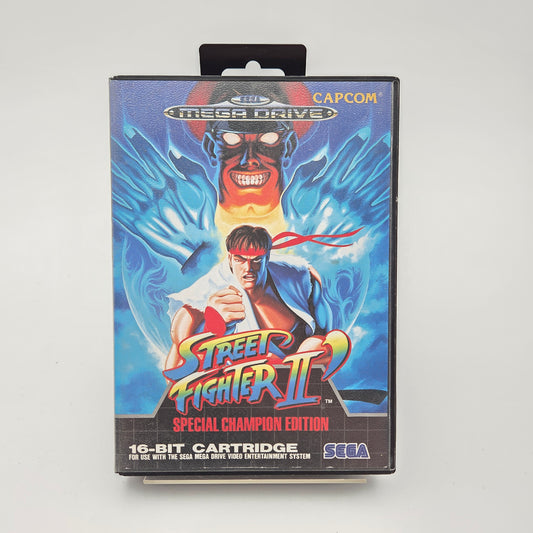 SEGA
CAPCOM
MEGA DRIVE
STREET
FIGHTER II'
TM
SPECIAL CHAMPION EDITION
16-BIT CARTRIDGE
FOR USE WITH THE SEGA MEGA DRIVE VIDEO ENTERTAINMENT SYSTEM
SEGA